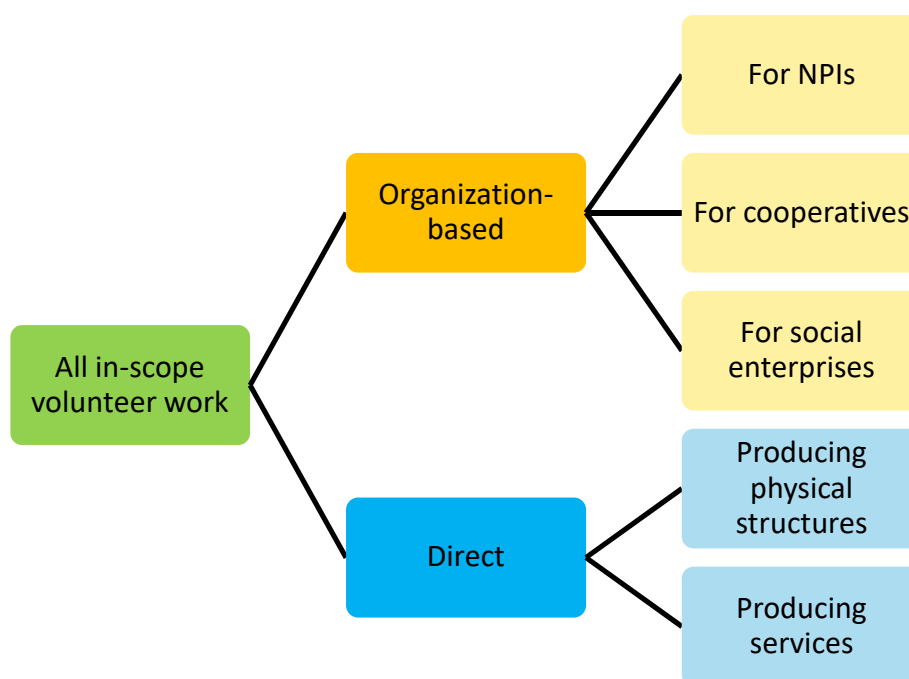 All in-scope
volunteer work
Organization-
based
For NPIs
For cooperatives
For social
enterprises
Direct
Producing
physical
structures
Producing
services